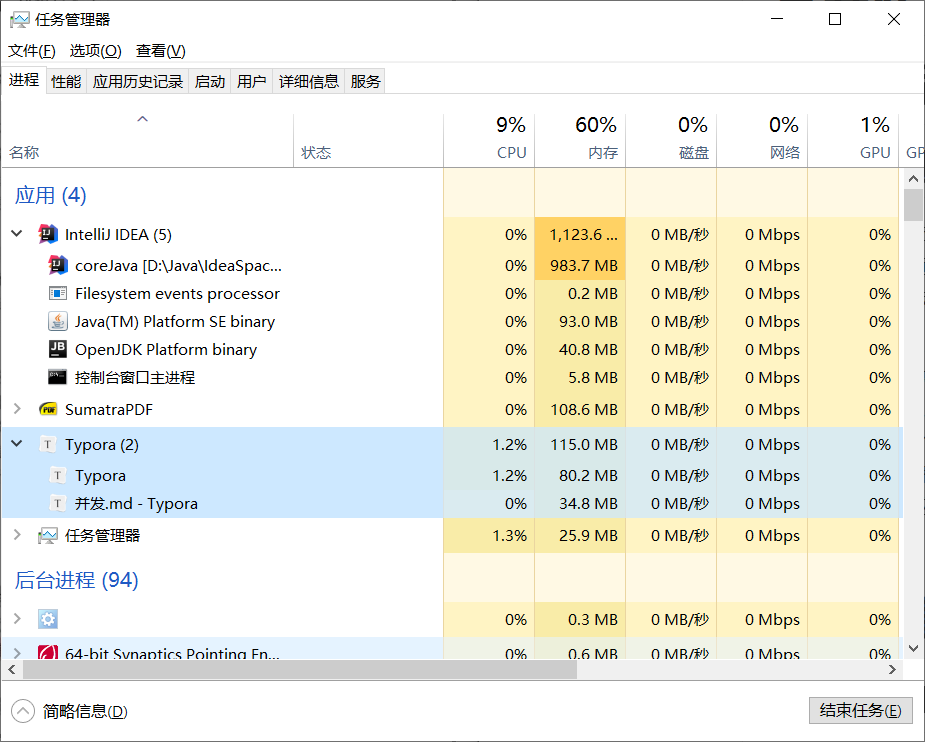 任务管理器
文件(F) 选项(O) 查看(V)
进程 性能 应用历史记录 启动 用户 详细信息 服务
9% 60% 0% 0% 1%
名称 状态 CPU 内存 磁盘 网络 GPU GP
应用 (4)
IntelliJ IDEA (5) 0% 1,123.6 ... 0 MB/秒 0 Mbps 0%
coreJava [D:\Java\IdeaSpac... 0% 983.7 MB 0 MB/秒 0 Mbps 0%
Filesystem events processor 0% 0.2 MB 0 MB/秒 0 Mbps 0%
Java(TM) Platform SE binary 0% 93.0 MB 0 MB/秒 0 Mbps 0%
OpenJDK Platform binary 0% 40.8 MB 0 MB/秒 0 Mbps 0%
控制台窗口主进程 0% 5.8 MB 0 MB/秒 0 Mbps 0%
SumatraPDF 0% 108.6 MB 0 MB/秒 0 Mbps 0%
Typora (2) 1.2% 115.0 MB 0 MB/秒 0 Mbps 0%
Typora 1.2% 80.2 MB 0 MB/秒 0 Mbps 0%
并发.md - Typora 0% 34.8 MB 0 MB/秒 0 Mbps 0%
任务管理器 1.3% 25.9 MB 0 MB/秒 0 Mbps 0%
后台进程 (94)
0% 0.3 MB 0 MB/秒 0 Mbps 0%
64-bit Synaptics Pointing En... 0% 0.6 MB 0 MB/秒 0 Mbps 0%
简略信息(D) 结束任务(E)